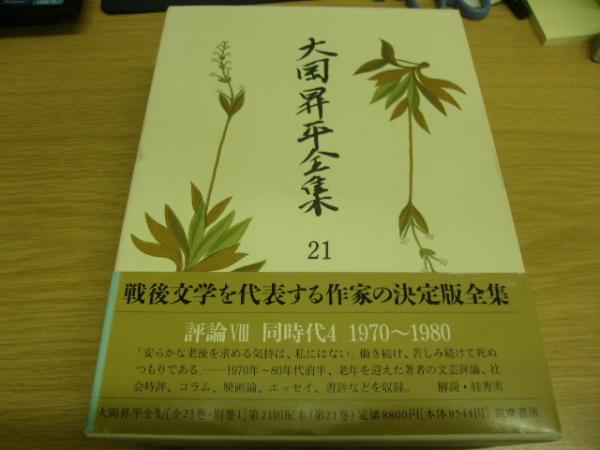 大岡昇平全集
21
戦後文学を代表する作家の決定版全集
評論Ⅷ 同時代4 1970〜1980
「安らかな老後を求める気持は、私にはない。働き続け、苦しみ続けて死ぬ
つもりである」——1970年〜80年代前半、老年を迎えた著者の文芸評論、社
会時評、コラム、映画論、エッセイ、書評などを収録。 解説・絓秀実
大岡昇平全集[全23巻・別巻1]第21回配本(第21巻) 定価8800円[本体8544円] 筑摩書房